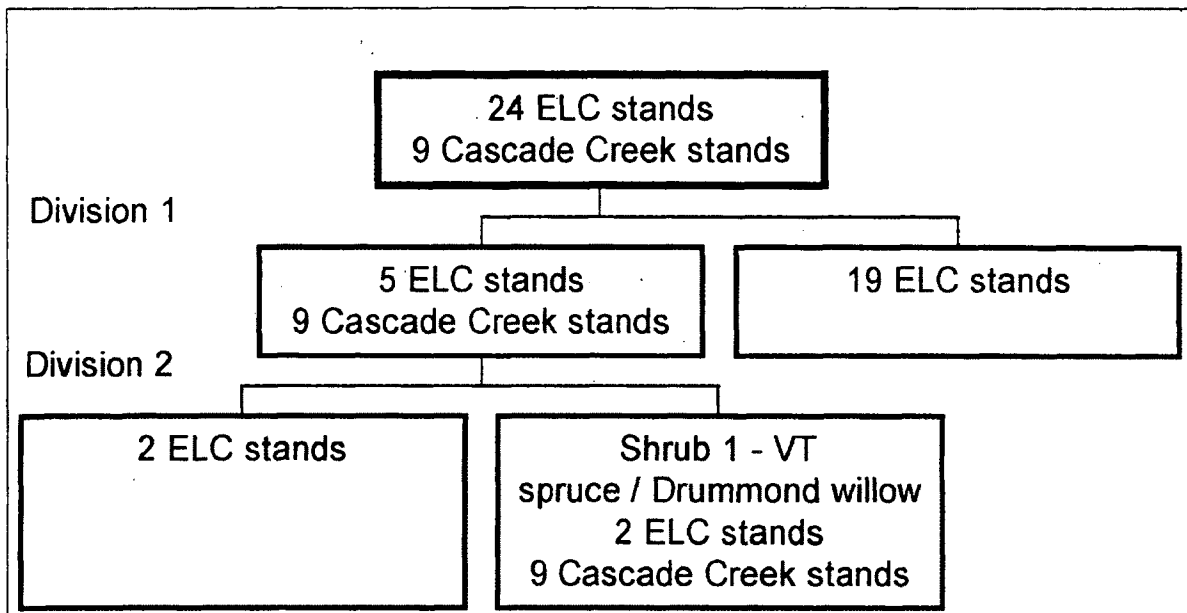 24 ELC stands
9 Cascade Creek stands
Division 1
5 ELC stands
9 Cascade Creek stands
19 ELC stands
Division 2
2 ELC stands
Shrub 1 - VT
spruce / Drummond willow
2 ELC stands
9 Cascade Creek stands